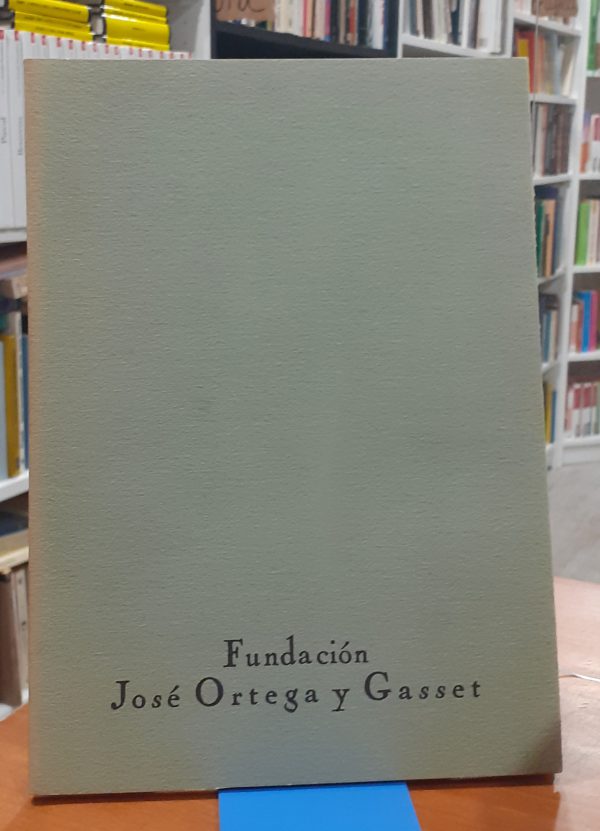 Fundación
José Ortega y Gasset